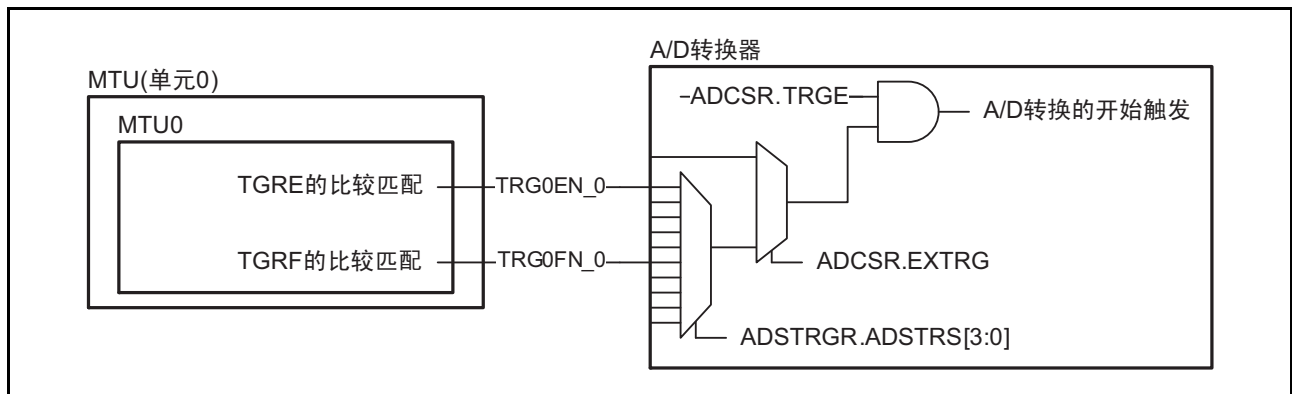 A/D转换器
MTU(单元0)
ADCSR.TRGE
A/D转换的开始触发
MTU0
TGRE的比较匹配
TRG0EN_0
TGRF的比较匹配
TRG0FN_0
ADCSR.EXTRG
ADSTRGR.ADSTRS[3:0]